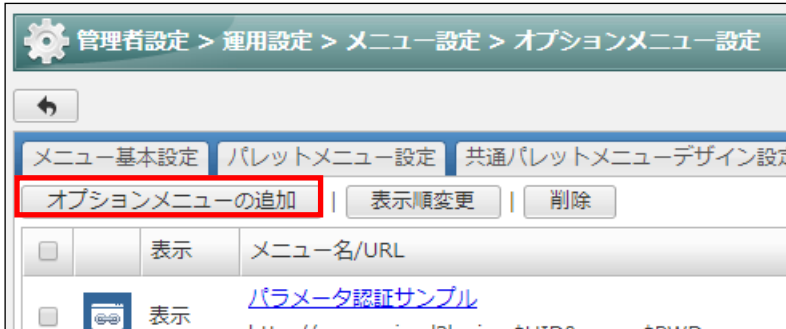 管理者設定 > 運用設定 > メニュー設定 > オプションメニュー設定
メニュー基本設定 パレットメニュー設定 共通パレットメニューデザイン設定
オプションメニューの追加 | 表示順変更 | 削除
表示 メニュー名/URL
パラメータ認証サンプル
表示